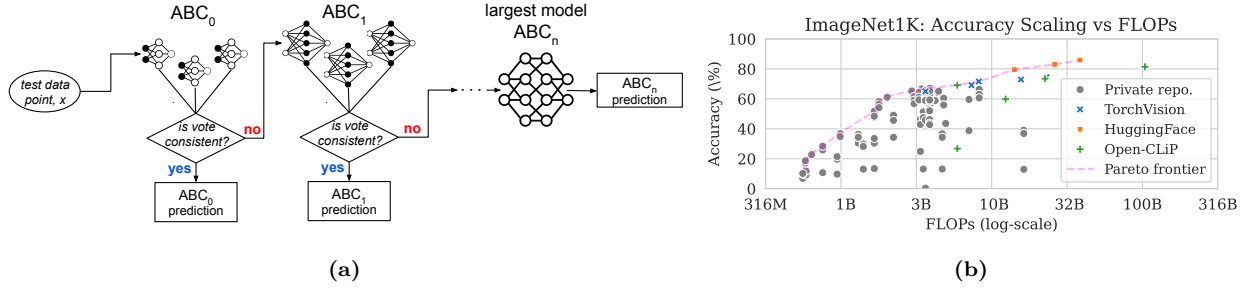 ABC0
ABC1
largest model
ABCn
test data
point, x
is vote
consistent?
no
yes
ABC0
prediction
is vote
consistent?
no
yes
ABC1
prediction
ABCn
prediction
(a)
ImageNet1K: Accuracy Scaling vs FLOPs
Accuracy (\%)
100
80
60
40
20
0
316M
1B
3B
10B
32B
100B
316B
FLOPs (log-scale)
Private repo.
TorchVision
HuggingFace
Open-CLiP
Pareto frontier
(b)